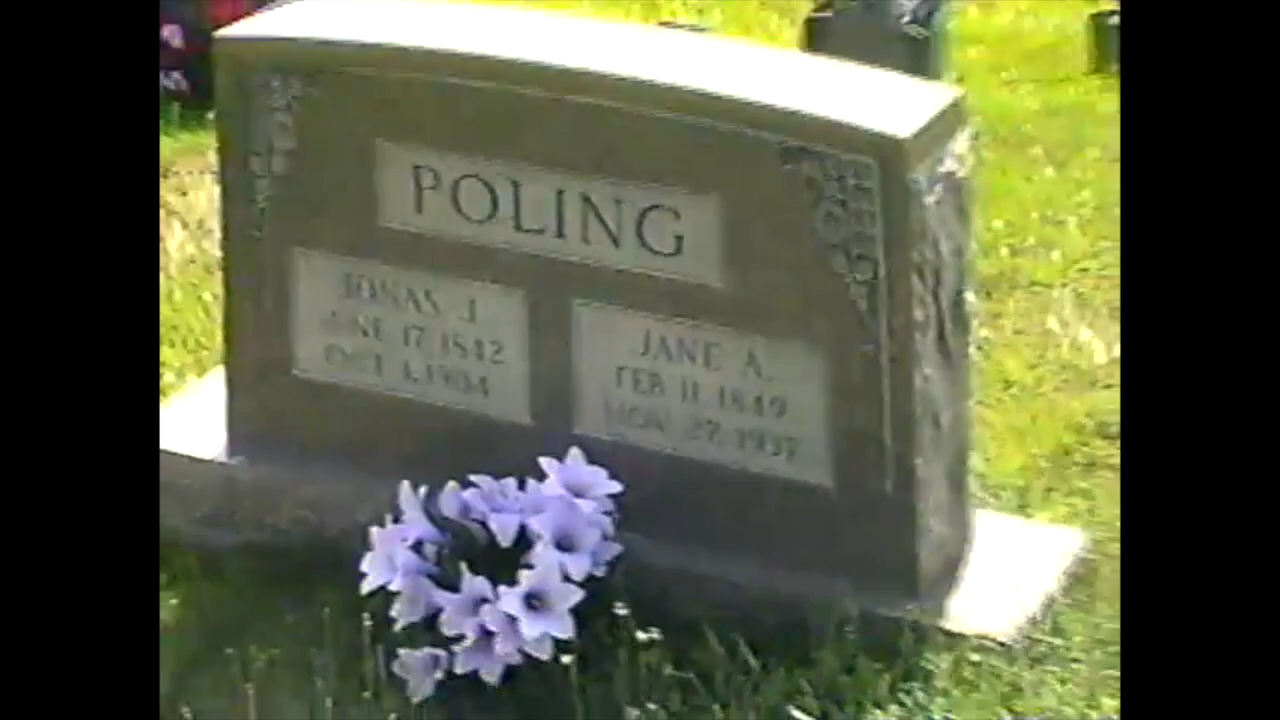 POLING
JONAS J.
JUNE 17, 1842
OCT 1, 1904
JANE A.
FEB 11, 1849
NOV 27, 1937